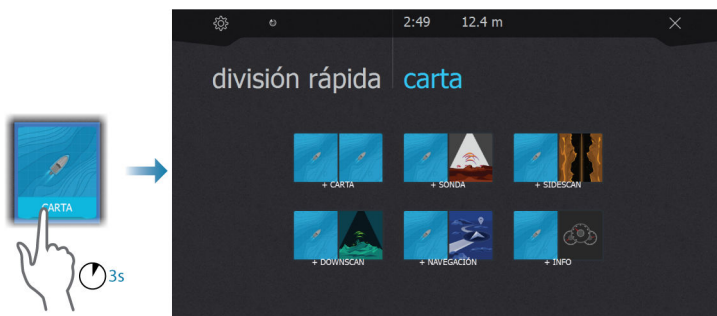 2:49 12.4 m
división rápida carta
+ CARTA + SONDA + SIDESCAN
CARTA
+ DOWNSCAN + NAVEGACIÓN + INFO
3s